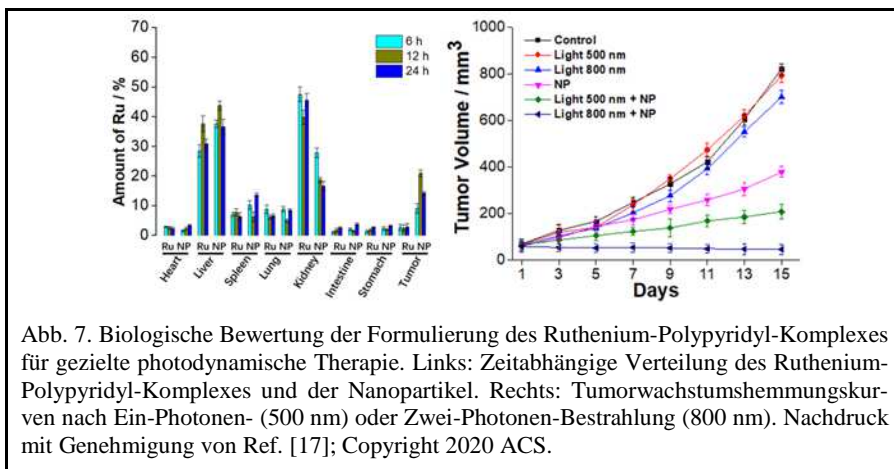 70
60
50
40
30
20
10
0
Amount of Ru / %
6 h
12 h
24 h
Ru NP Ru NP Ru NP Ru NP Ru NP Ru NP Ru NP Ru NP
Heart Liver Spleen Lung Kidney Intestine Stomach Tumor
1000
800
600
400
200
0
Tumor Volume / mm³
Control
Light 500 nm
Light 800 nm
NP
Light 500 nm + NP
Light 800 nm + NP
1 3 5 7 9 11 13 15
Days
Abb. 7. Biologische Bewertung der Formulierung des Ruthenium-Polypyridyl-Komplexes
für gezielte photodynamische Therapie. Links: Zeitabhängige Verteilung des Ruthenium-
Polypyridyl-Komplexes und der Nanopartikel. Rechts: Tumorwachstumshemmungskur-
ven nach Ein-Photonen- (500 nm) oder Zwei-Photonen-Bestrahlung (800 nm). Nachdruck
mit Genehmigung von Ref. [17]; Copyright 2020 ACS.